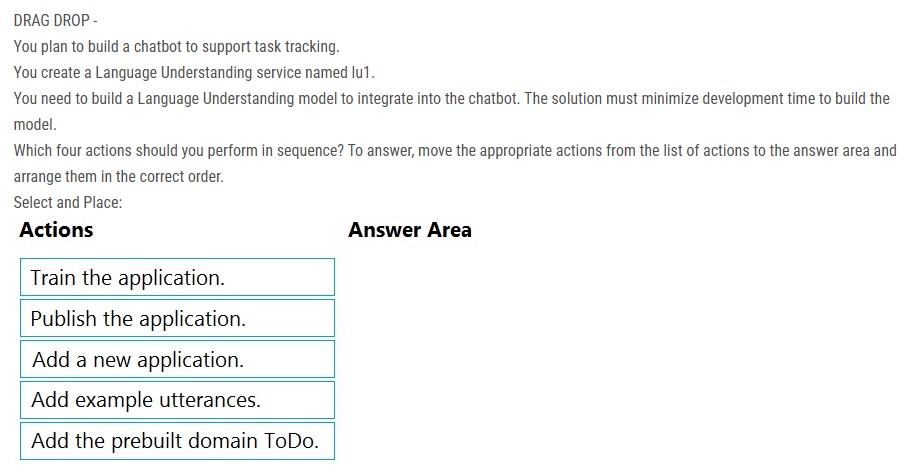 DRAG DROP -
You plan to build a chatbot to support task tracking.
You create a Language Understanding service named lu1.
You need to build a Language Understanding model to integrate into the chatbot. The solution must minimize development time to build the
model.
Which four actions should you perform in sequence? To answer, move the appropriate actions from the list of actions to the answer area and
arrange them in the correct order.
Select and Place:
Actions
Answer Area
Train the application.
Publish the application.
Add a new application.
Add example utterances.
Add the prebuilt domain ToDo.